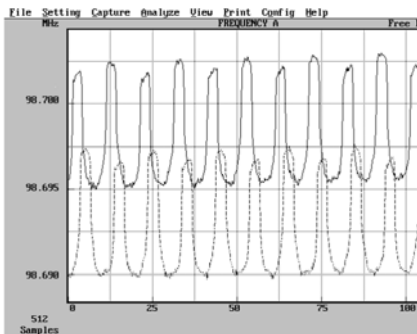 File Setting Capture Analyze View Print Config Help
MHz FREQUENCY A Free
98.700
98.695
98.690
0 25 50 75 100
512
Samples